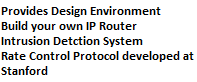 Provides Design Environment
Build your own IP Router
Intrusion Detction System
Rate Control Protocol developed at
Stanford